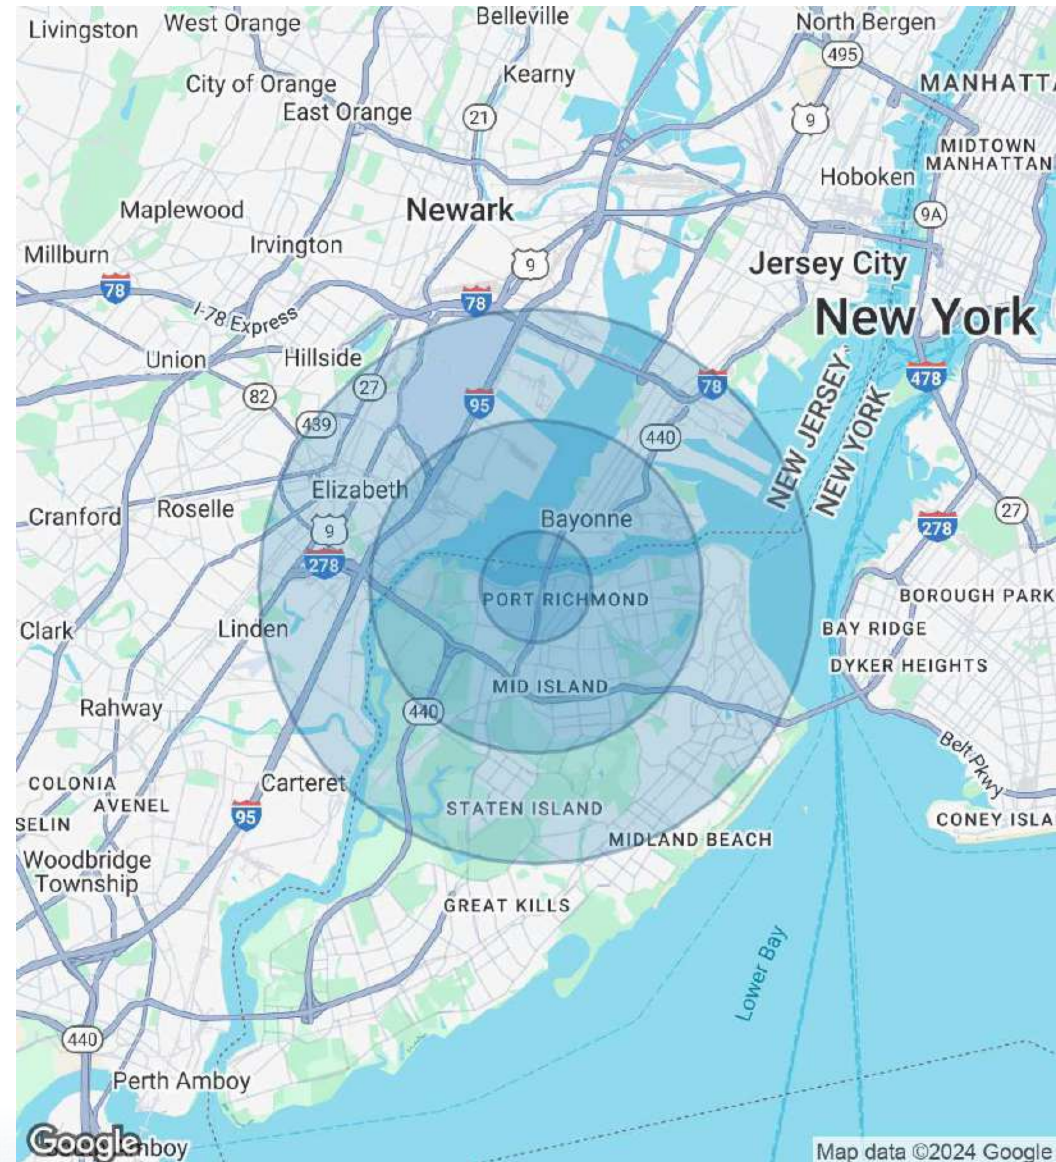 Livingston
West Orange
Belleville
North Bergen
495
City of Orange
Kearny
MANHATTA
East Orange
21
9
MIDTOWN
MANHATTAN
Hoboken
Maplewood
Newark
9A
Millburn
Irvington
9
Jersey City
78
78
I-78 Express
New York
Union
Hillside
27
78
478
82
95
NEW JERSEY
NEW YORK
439
440
Elizabeth
Cranford
Roselle
Bayonne
27
9
278
278
PORT RICHMOND
BOROUGH PARK
Clark
Linden
BAY RIDGE
DYKER HEIGHTS
MID ISLAND
Rahway
440
Belt Pkwy
COLONIA
Carteret
AVENEL
STATEN ISLAND
SELIN
95
CONEY ISLA
MIDLAND BEACH
Woodbridge
Township
GREAT KILLS
Lower Bay
440
Perth Amboy
Google
mboy
Map data ©2024 Google